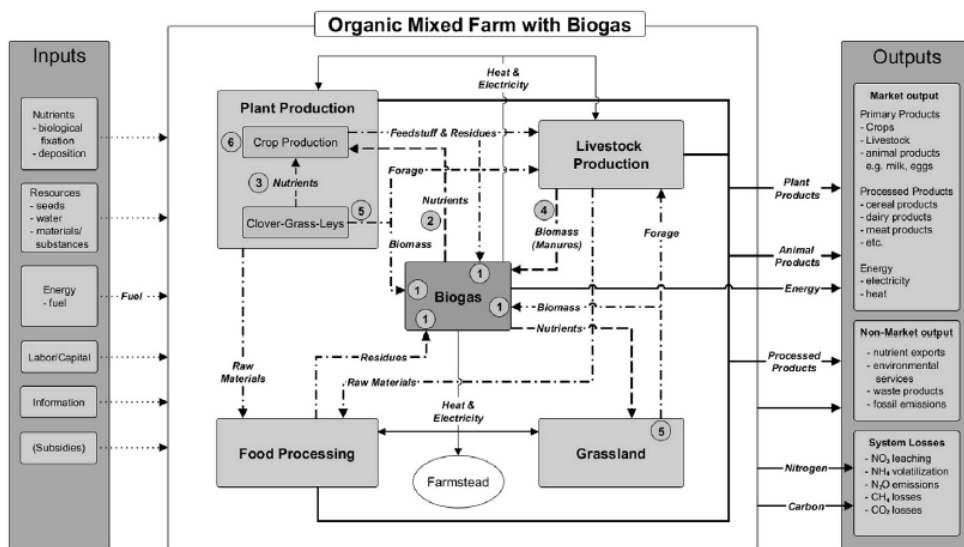 Organic Mixed Farm with Biogas
Inputs
Nutrients
- biological
fixation
- deposition
Resources
- seeds
- water
- materials/
substances
Energy
- fuel
Fuel
Labor/Capital
Information
(Subsidies)
Heat &
Electricity
Plant Production
6
Crop Production
3
Nutrients
Clover-Grass-Leys
5
Feedstuff & Residues
Forage
Nutrients
2
Biomass
Livestock
Production
4
Biomass
(Manures)
Forage
1
1
Biogas
1
1
Biomass
Nutrients
Residues
Raw
Materials
Raw Materials
Heat &
Electricity
Food Processing
Farmstead
5
Grassland
Plant
Products
Animal
Products
Energy
Processed
Products
Nitrogen
Carbon
Outputs
Market output
Primary Products
- Crops
- Livestock
- animal products
e.g. milk, eggs
Processed Products
- cereal products
- dairy products
- meat products
- etc.
Energy
- electricity
- heat
Non-Market output
- nutrient exports
- environmental
services
- waste products
- fossil emissions
System Losses
- NO₃ leaching
- NH₄ volatilization
- N₂O emissions
- CH₄ losses
- CO₂ losses